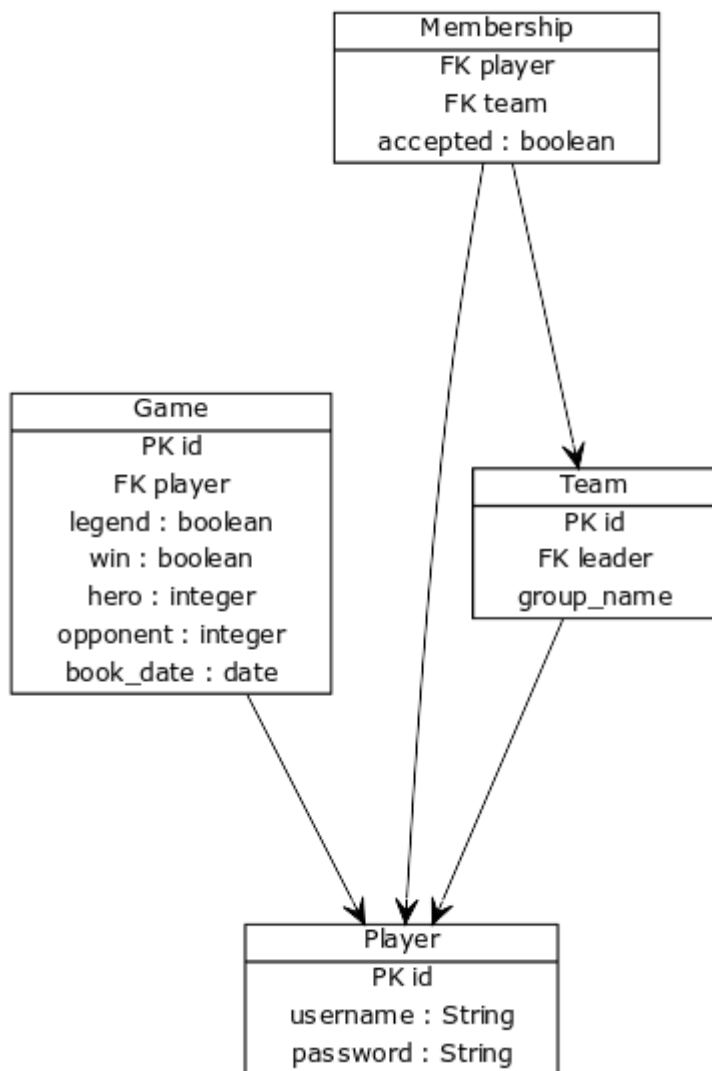 Membership
FK player
FK team
accepted : boolean
Game
PK id
FK player
legend : boolean
win : boolean
hero : integer
opponent : integer
book_date : date
Team
PK id
FK leader
group_name
Player
PK id
username : String
password : String